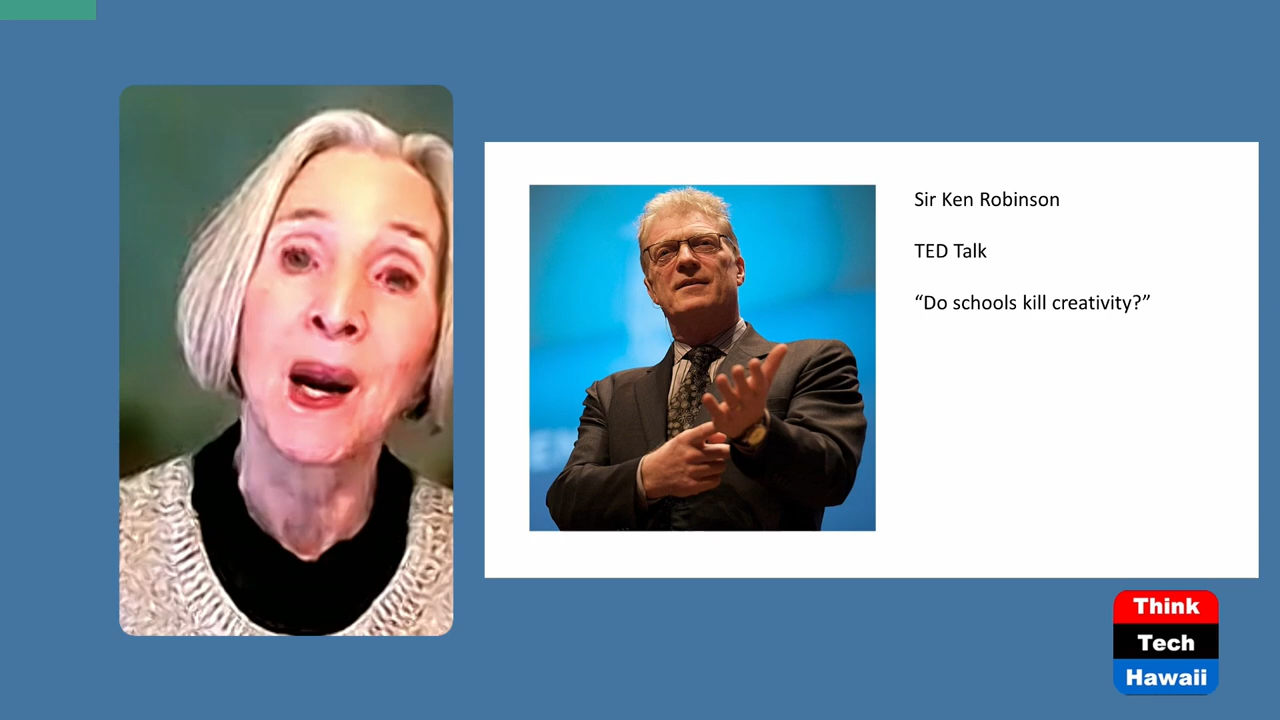 Sir Ken Robinson
TED Talk
“Do schools kill creativity?”
Think
Tech
Hawaii